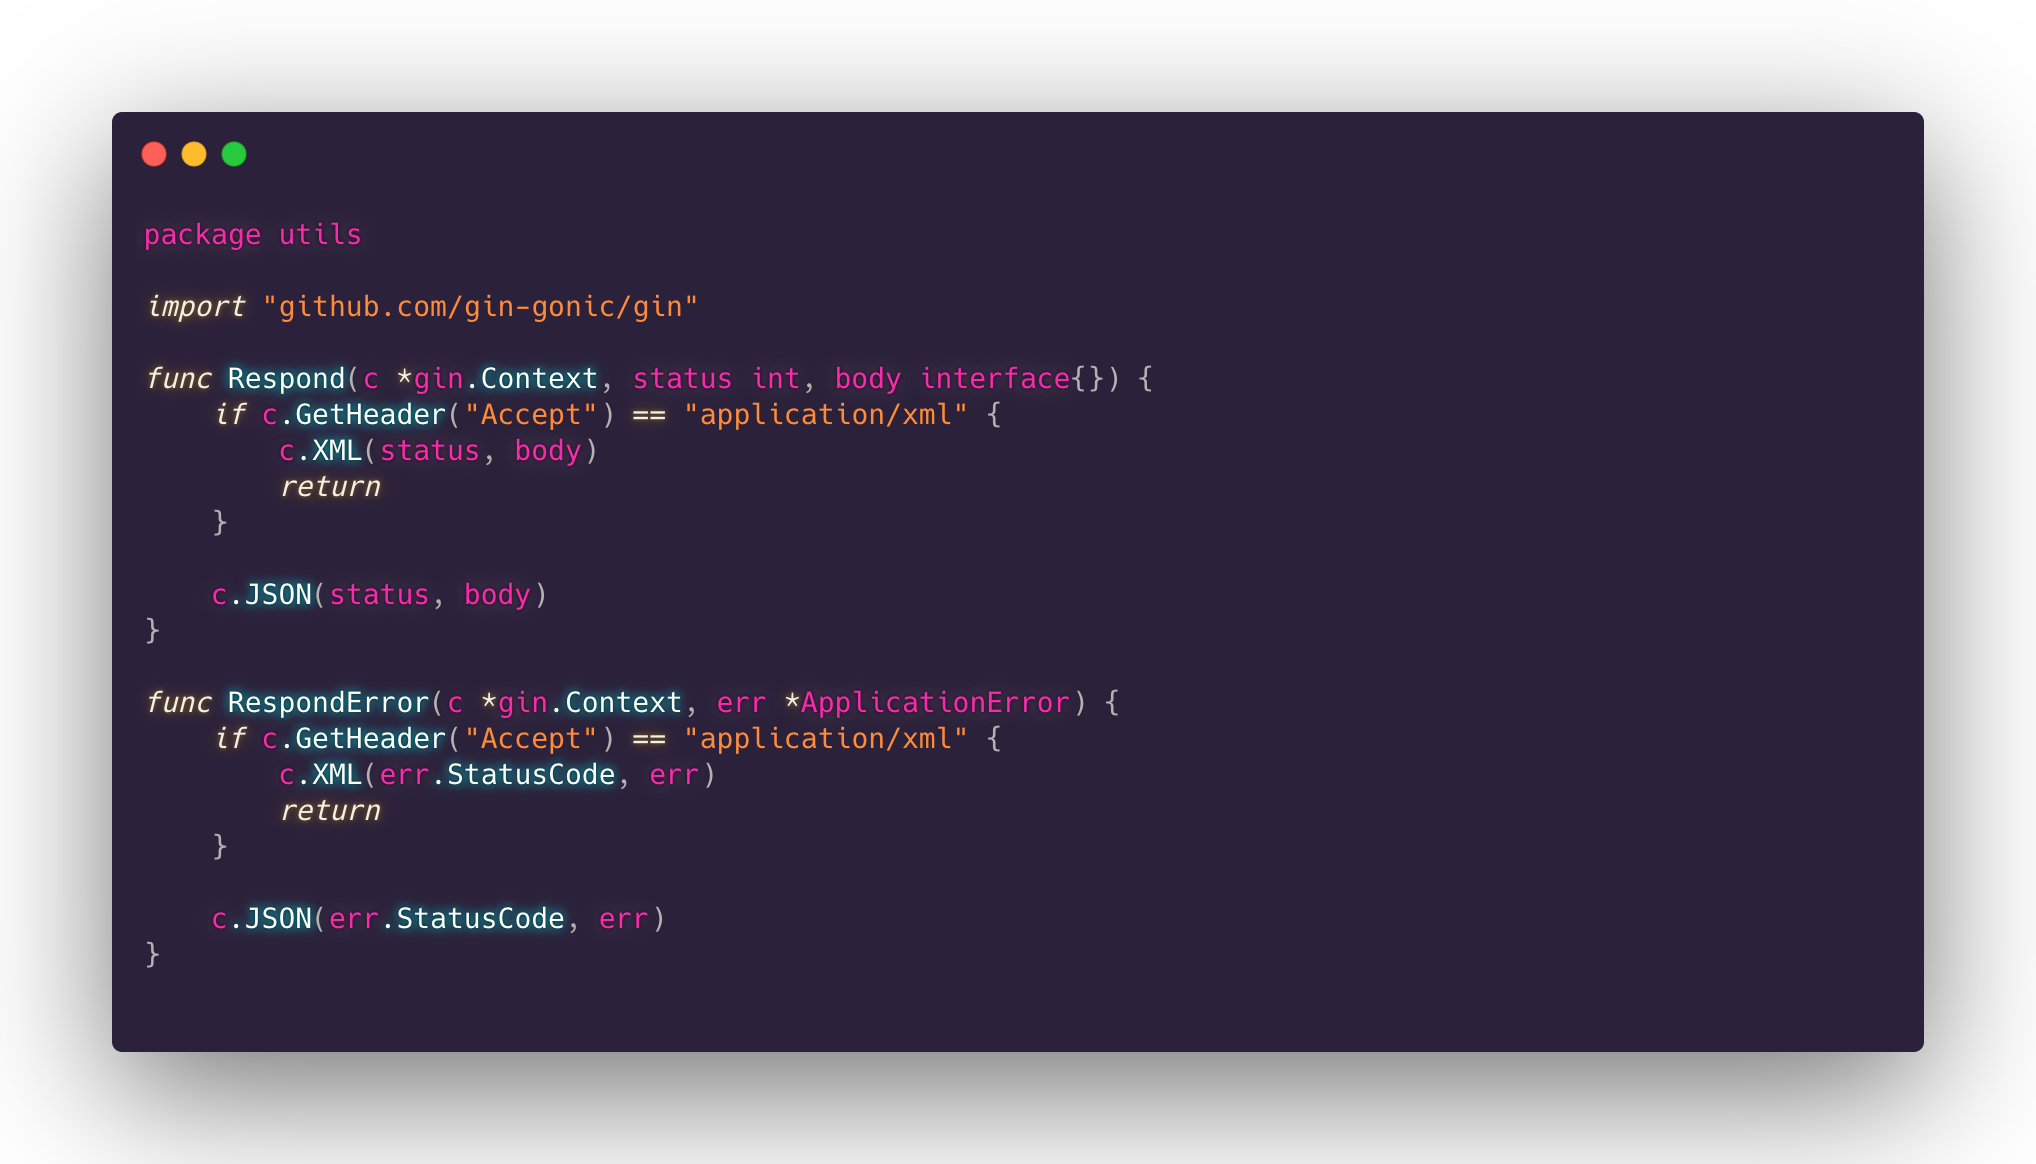 package utils

import "github.com/gin-gonic/gin"

func Respond(c *gin.Context, status int, body interface{}) {
    if c.GetHeader("Accept") == "application/xml" {
        c.XML(status, body)
        return
    }

    c.JSON(status, body)
}

func RespondError(c *gin.Context, err *ApplicationError) {
    if c.GetHeader("Accept") == "application/xml" {
        c.XML(err.StatusCode, err)
        return
    }

    c.JSON(err.StatusCode, err)
}